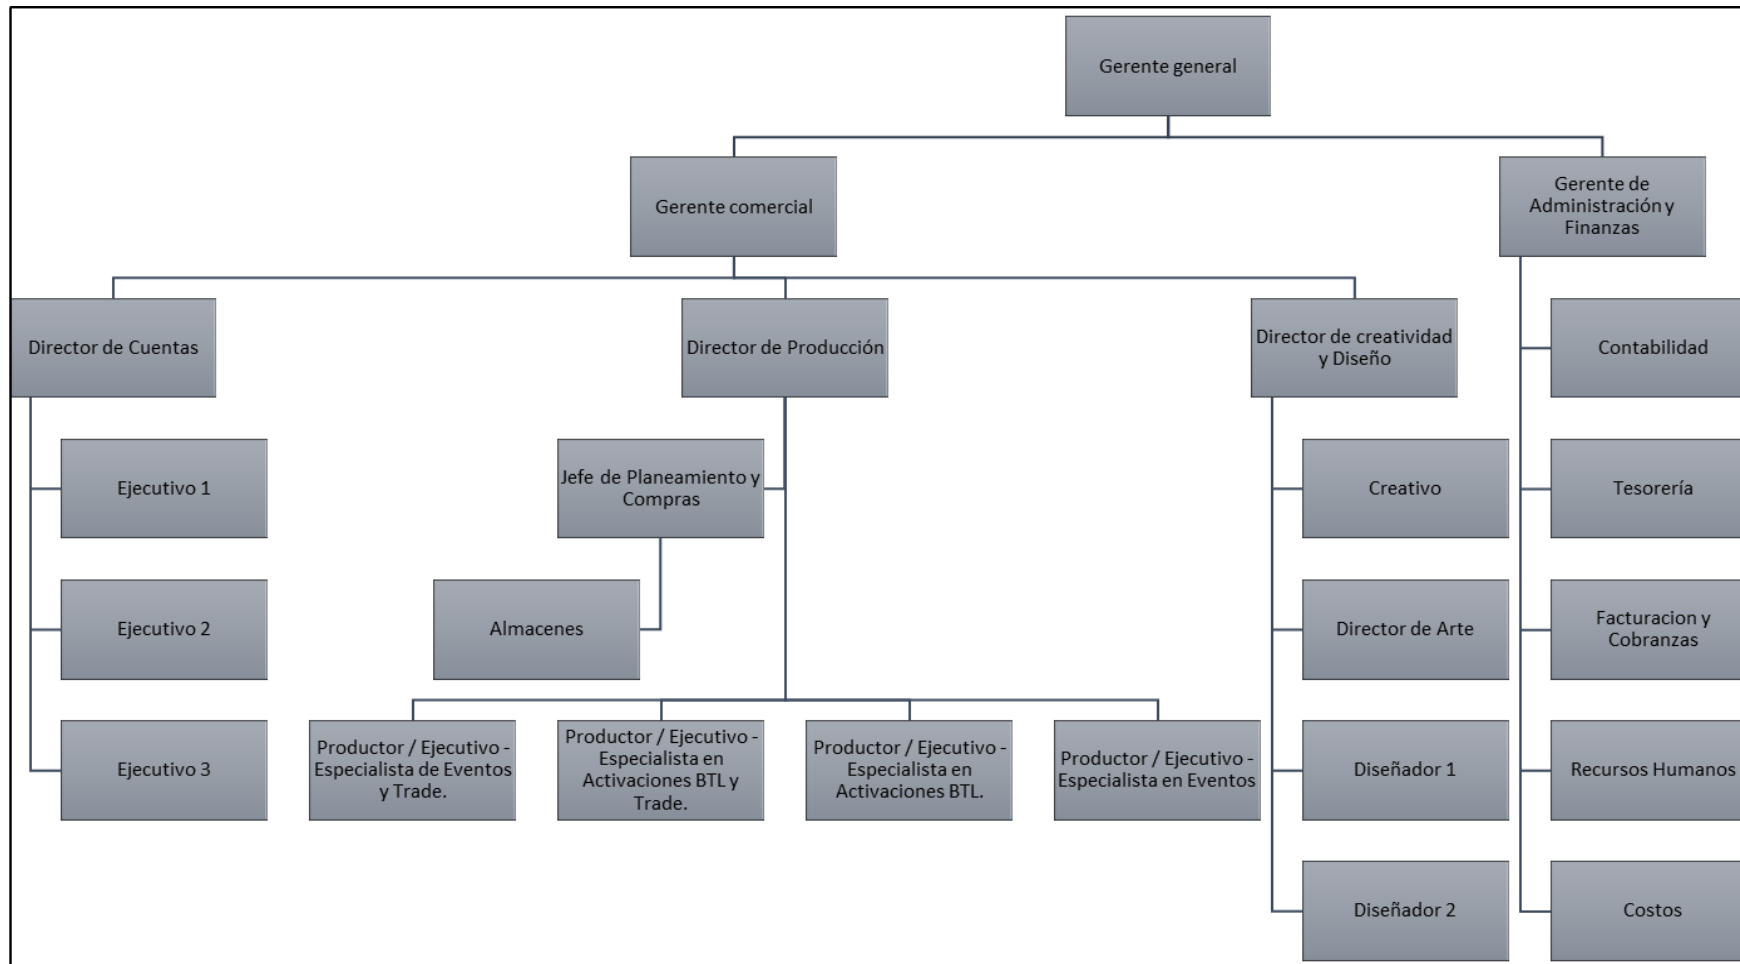 Gerente general
Gerente comercial
Gerente de
Administración y
Finanzas
Director de Cuentas
Director de Producción
Director de creatividad
y Diseño
Contabilidad
Ejecutivo 1
Jefe de Planeamiento y
Compras
Creativo
Tesorería
Ejecutivo 2
Almacenes
Director de Arte
Facturacion y
Cobranzas
Ejecutivo 3
Productor / Ejecutivo -
Especialista de Eventos
y Trade.
Productor / Ejecutivo -
Especialista en
Activaciones BTL y
Trade.
Productor / Ejecutivo -
Especialista en
Activaciones BTL.
Productor / Ejecutivo -
Especialista en Eventos
Diseñador 1
Recursos Humanos
Diseñador 2
Costos